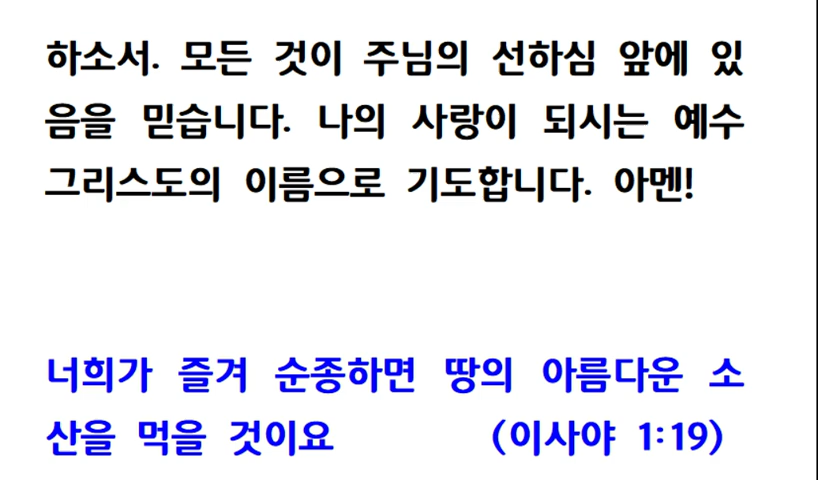 하소서. 모든 것이 주님의 선하심 앞에 있
음을 믿습니다. 나의 사랑이 되시는 예수
그리스도의 이름으로 기도합니다. 아멘!
너희가 즐겨 순종하면 땅의 아름다운 소
산을 먹을 것이요 (이사야 1:19)